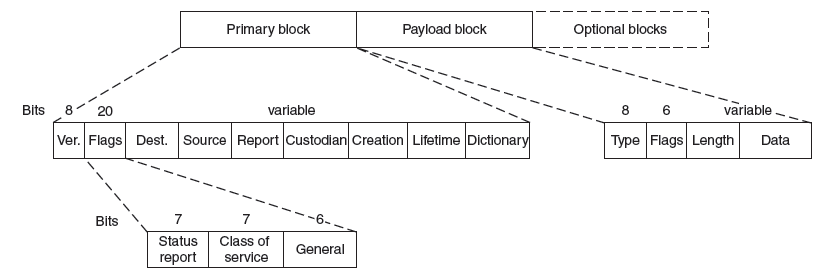 Primary block Payload block Optional blocks
Bits 8 20 variable 8 6 variable
Ver. Flags Dest. Source Report Custodian Creation Lifetime Dictionary Type Flags Length Data
Bits 7 7 6
Status report Class of service General